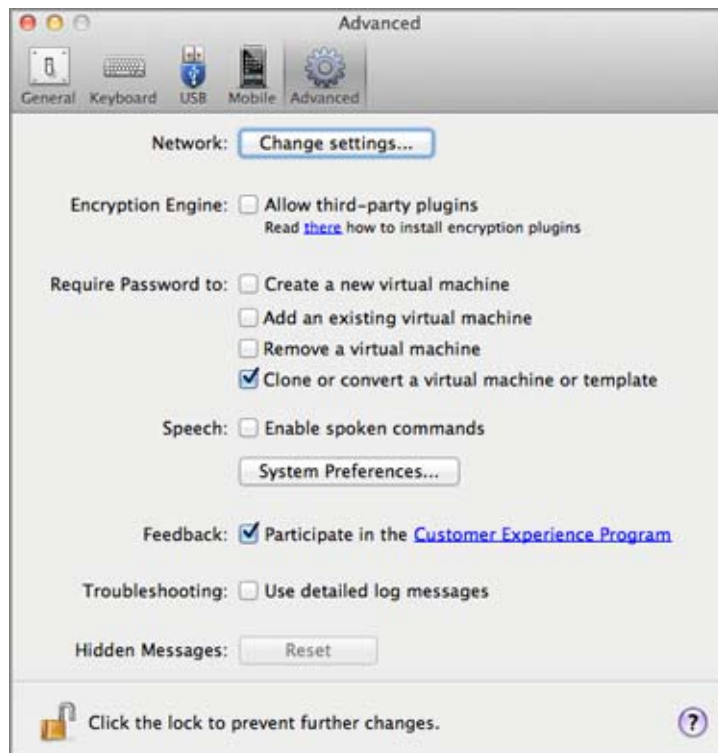 Advanced
General Keyboard USB Mobile Advanced
Network: Change settings...
Encryption Engine: Allow third-party plugins
Read there how to install encryption plugins
Require Password to: Create a new virtual machine
Add an existing virtual machine
Remove a virtual machine
Clone or convert a virtual machine or template
Speech: Enable spoken commands
System Preferences...
Feedback: Participate in the Customer Experience Program
Troubleshooting: Use detailed log messages
Hidden Messages: Reset
Click the lock to prevent further changes. ?